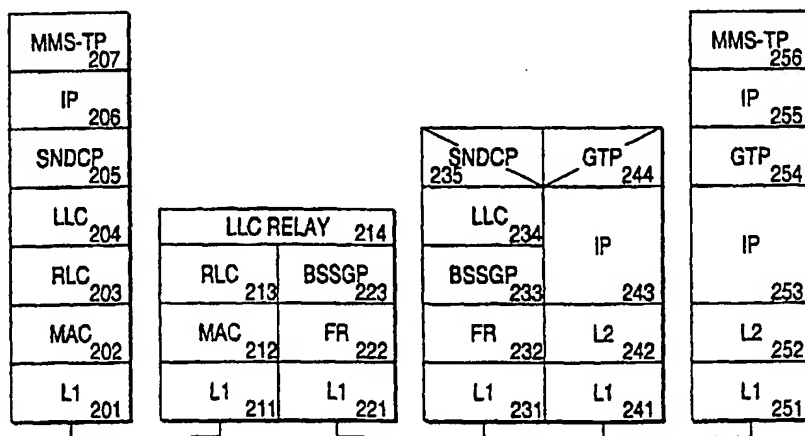 MMS-TP 207
IP 206
SNDCP 205
LLC 204
RLC 203
MAC 202
L1 201
LLC RELAY 214
RLC 213
BSSGP 223
MAC 212
FR 222
L1 211
L1 221
SNDCP 235
GTP 244
LLC 234
IP 243
BSSGP 233
FR 232
L2 242
L1 231
L1 241
MMS-TP 256
IP 255
GTP 254
IP 253
L2 252
L1 251